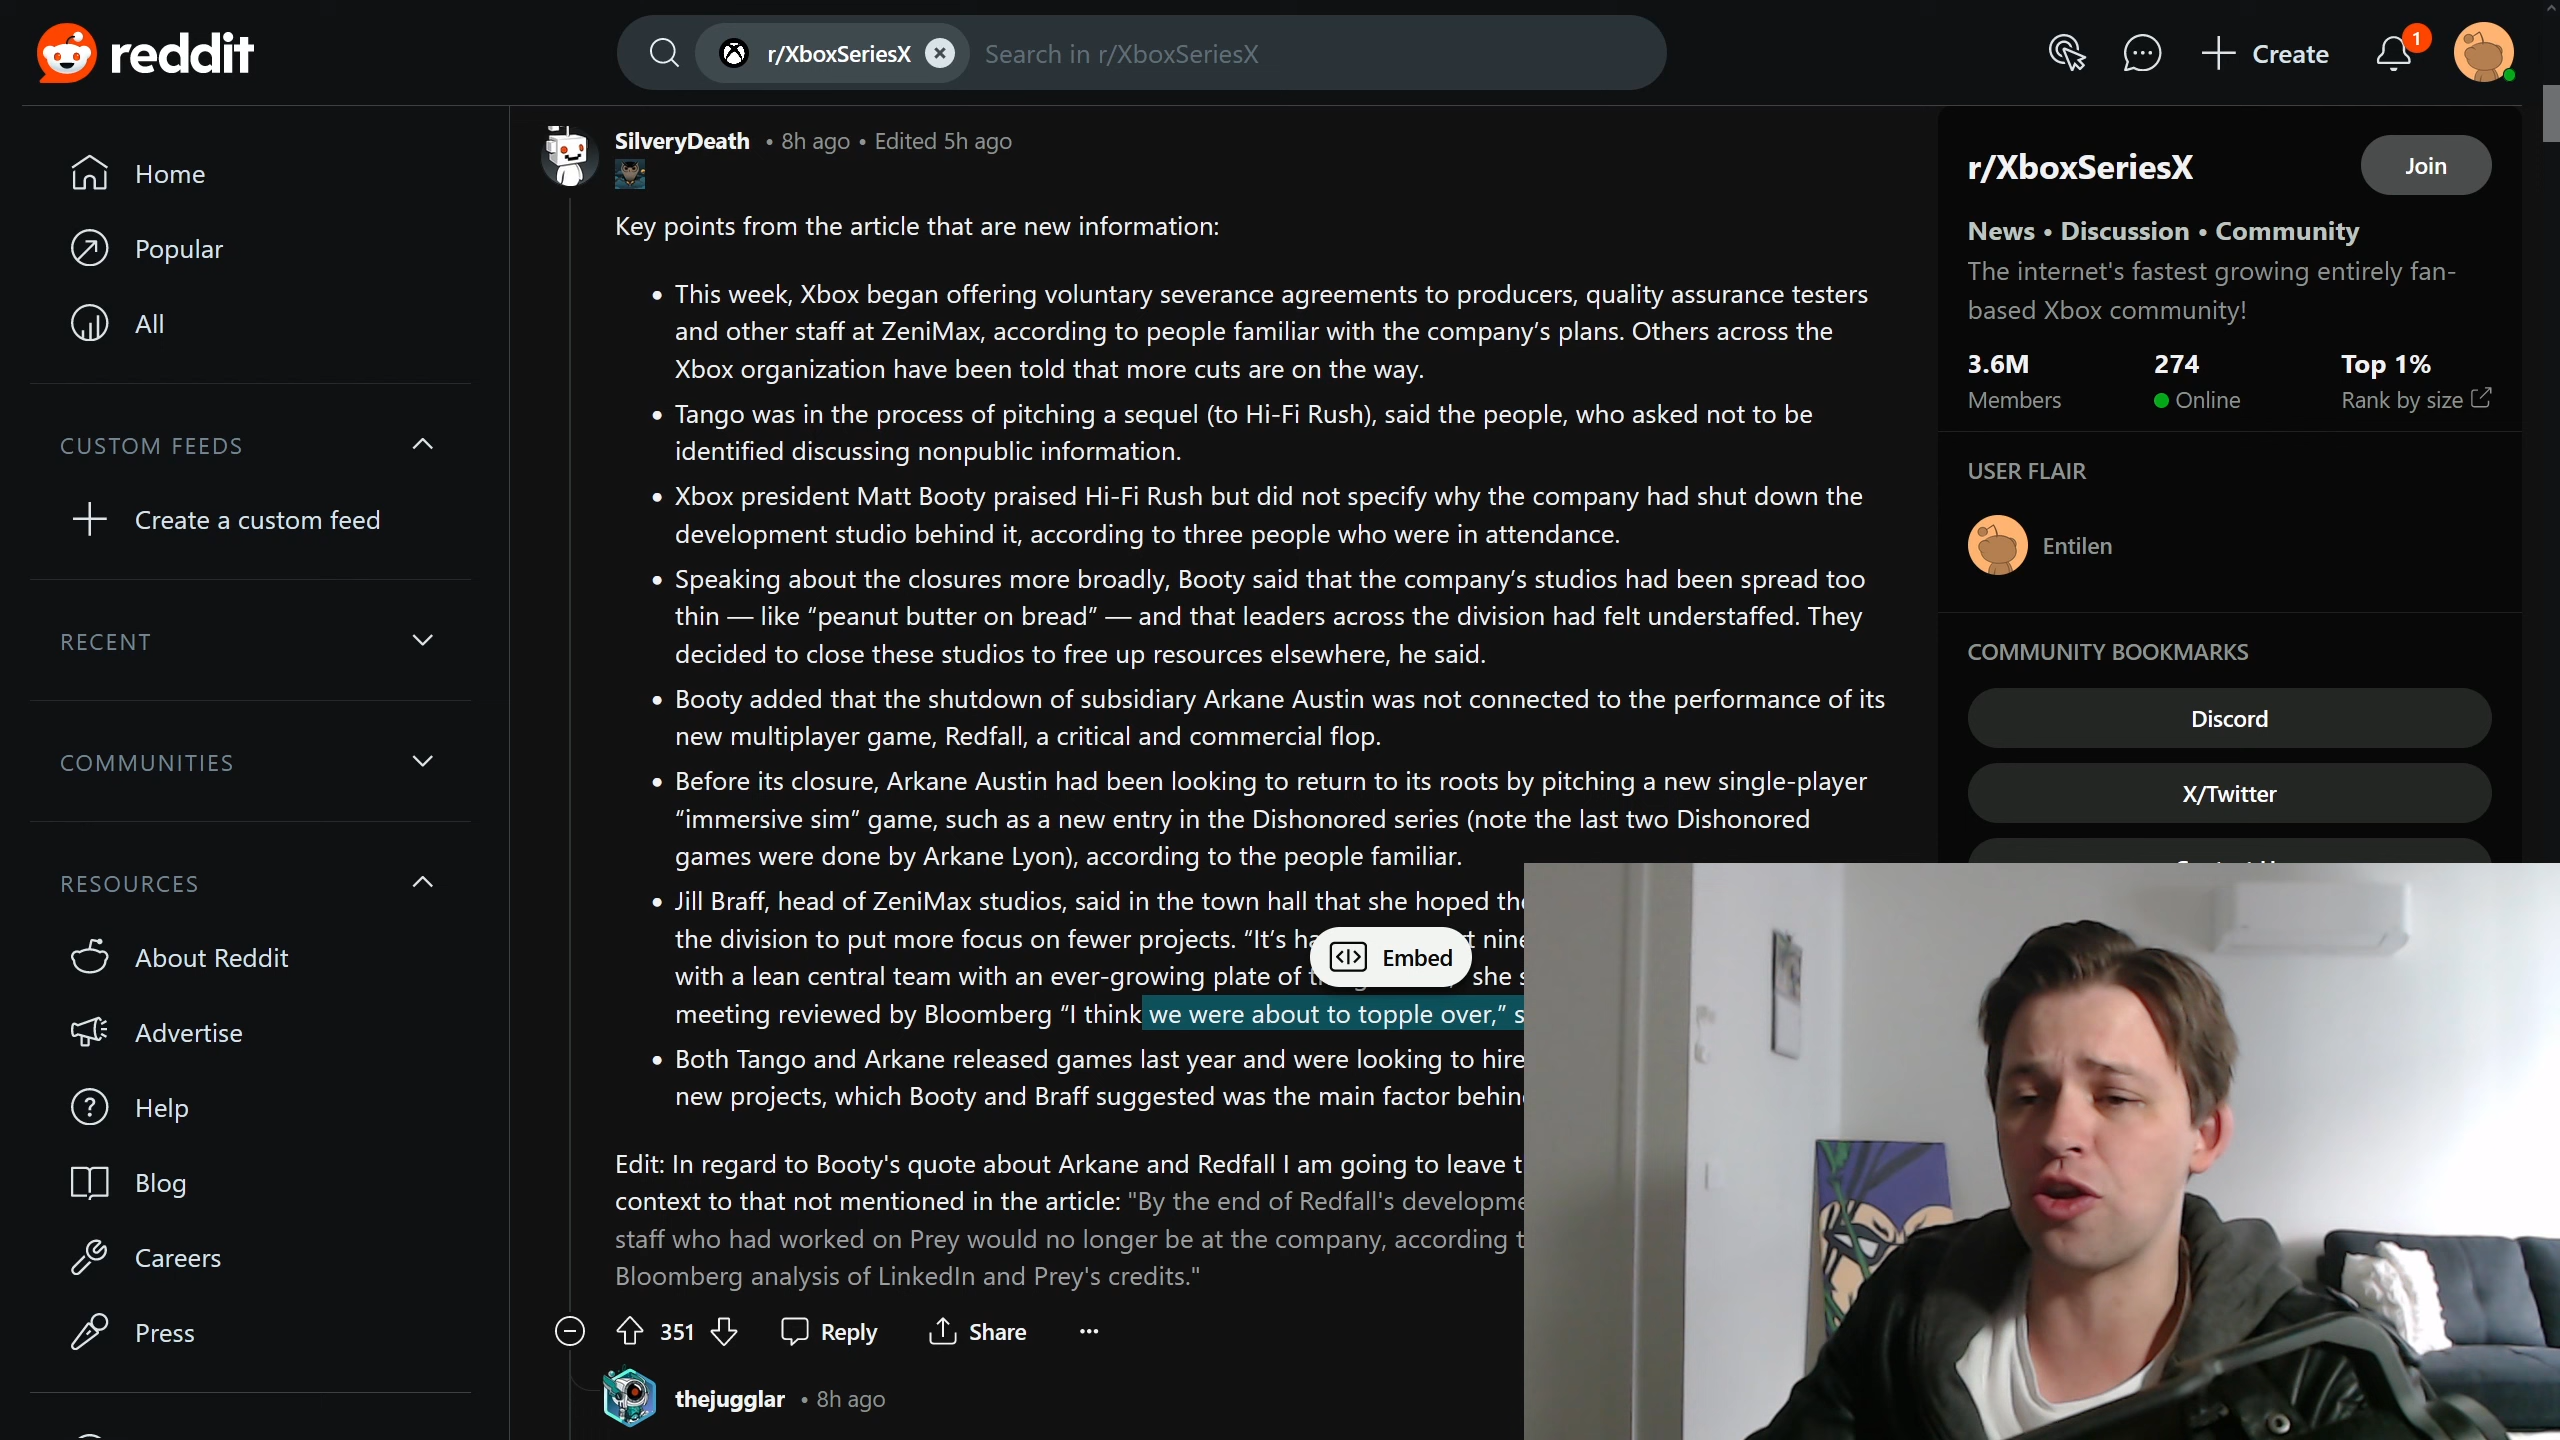 reddit
r/XboxSeriesX
Search in r/XboxSeriesX
Create
1
Home
Popular
All
CUSTOM FEEDS
Create a custom feed
RECENT
COMMUNITIES
RESOURCES
About Reddit
Advertise
Help
Blog
Careers
Press
SilveryDeath • 8h ago • Edited 5h ago
Key points from the article that are new information:
• This week, Xbox began offering voluntary severance agreements to producers, quality assurance testers
and other staff at ZeniMax, according to people familiar with the company’s plans. Others across the
Xbox organization have been told that more cuts are on the way.
• Tango was in the process of pitching a sequel (to Hi-Fi Rush), said the people, who asked not to be
identified discussing nonpublic information.
• Xbox president Matt Booty praised Hi-Fi Rush but did not specify why the company had shut down the
development studio behind it, according to three people who were in attendance.
• Speaking about the closures more broadly, Booty said that the company’s studios had been spread too
thin — like “peanut butter on bread” — and that leaders across the division had felt understaffed. They
decided to close these studios to free up resources elsewhere, he said.
• Booty added that the shutdown of subsidiary Arkane Austin was not connected to the performance of its
new multiplayer game, Redfall, a critical and commercial flop.
• Before its closure, Arkane Austin had been looking to return to its roots by pitching a new single-player
“immersive sim” game, such as a new entry in the Dishonored series (note the last two Dishonored
games were done by Arkane Lyon), according to the people familiar.
• Jill Braff, head of ZeniMax studios, said in the town hall that she hoped
the division to put more focus on fewer projects. “It’s
Embed
with a lean central team with an ever-growing plate of she
meeting reviewed by Bloomberg “I think we were about to topple over,”
• Both Tango and Arkane released games last year and were looking to hire
new projects, which Booty and Braff suggested was the main factor
Edit: In regard to Booty's quote about Arkane and Redfall I am going to leave
context to that not mentioned in the article: "By the end of Redfall's
staff who had worked on Prey would no longer be at the company, according
Bloomberg analysis of LinkedIn and Prey's credits."
351
Reply
Share
thejugglar • 8h ago
r/XboxSeriesX
Join
News • Discussion • Community
The internet's fastest growing entirely fan-
based Xbox community!
3.6M
274
Top 1%
Members
Online
Rank by size
USER FLAIR
Entilen
COMMUNITY BOOKMARKS
Discord
X/Twitter